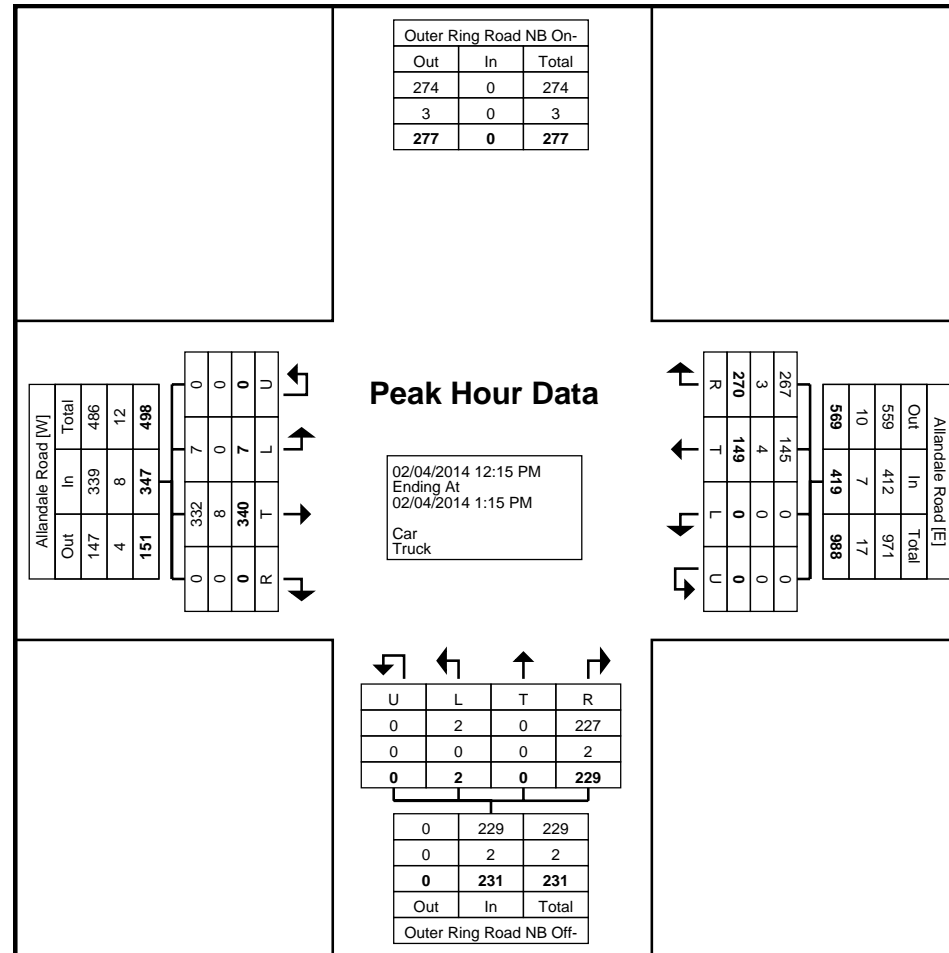 Outer Ring Road NB On-
Out In Total
274 0 274
3 0 3
277 0 277
Peak Hour Data
02/04/2014 12:15 PM
Ending At
02/04/2014 1:15 PM
Car
Truck
Allandale Road [W]
Total In Out
486 339 147
12 8 4
498 347 151
0 7 332 0
0 0 8 0
0 7 340 0
U L T R
R T L U
270 149 0 0
3 4 0 0
267 145 0 0
569 419 988
10 7 17
559 412 971
Out In Total
Allandale Road [E]
U L T R
0 2 0 227
0 0 0 2
0 2 0 229
0 229 229
0 2 2
0 231 231
Out In Total
Outer Ring Road NB Off-